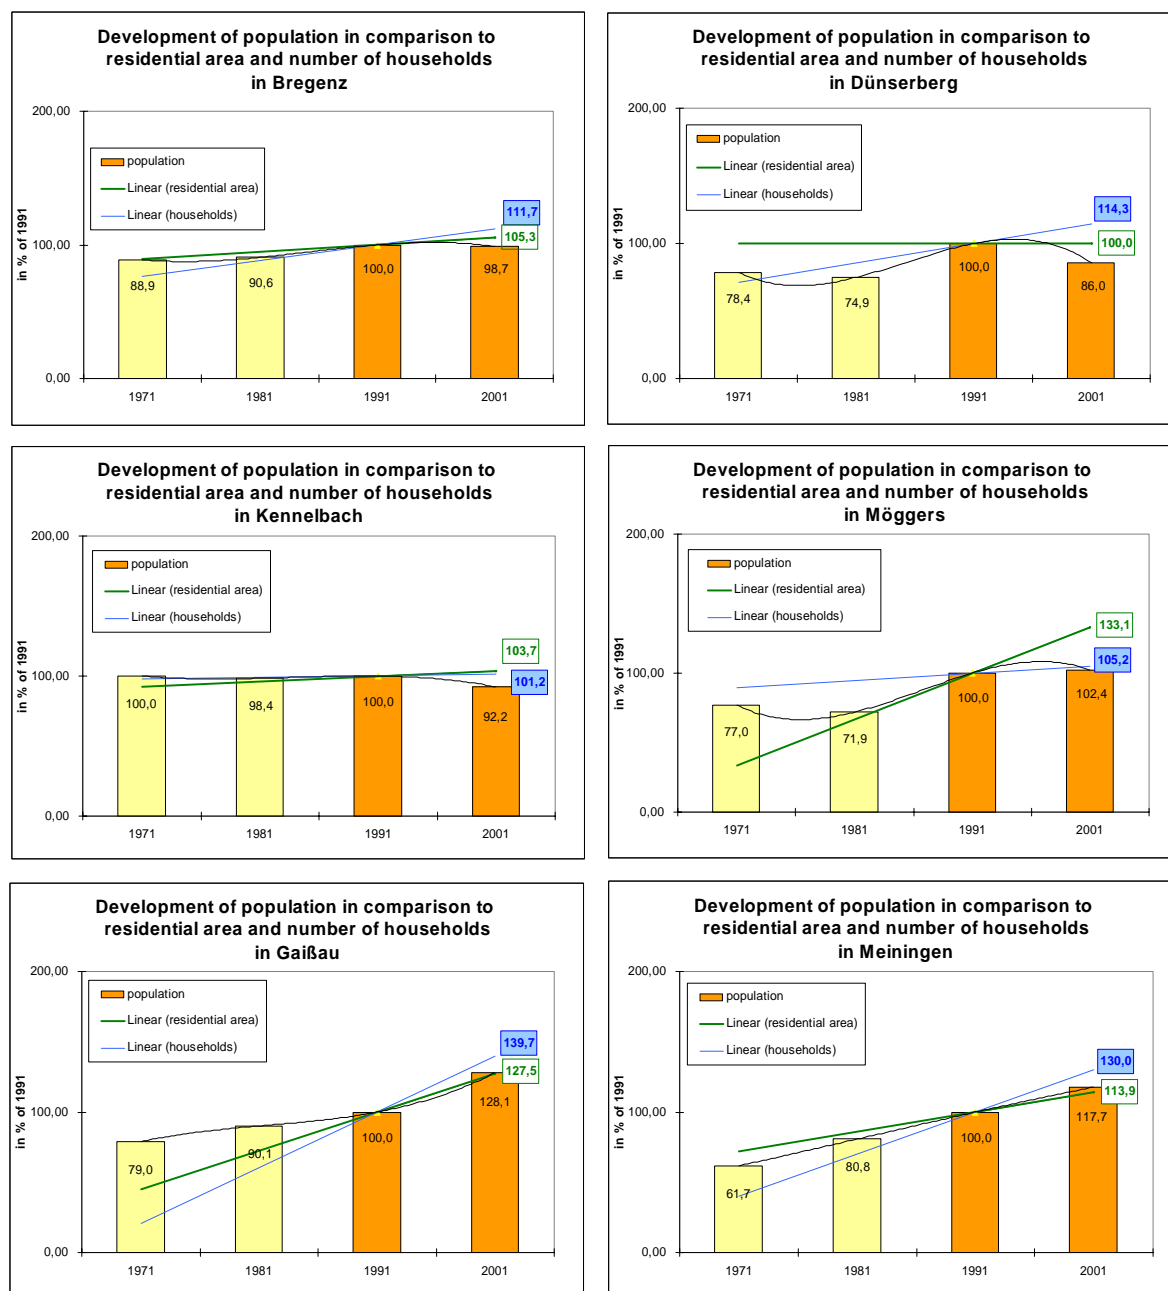 Development of population in comparison to
residential area and number of households
in Bregenz
200,00
population
Linear (residential area)
Linear (households)
111,7
105,3
in % of 1991
100,00
88,9
90,6
100,0
98,7
0,00
1971
1981
1991
2001
Development of population in comparison to
residential area and number of households
in Dünserberg
200,00
population
Linear (residential area)
Linear (households)
114,3
100,0
in % of 1991
100,00
78,4
74,9
100,0
86,0
0,00
1971
1981
1991
2001
Development of population in comparison to
residential area and number of households
in Kennelbach
200,00
population
Linear (residential area)
Linear (households)
103,7
101,2
in % of 1991
100,00
100,0
98,4
100,0
92,2
0,00
1971
1981
1991
2001
Development of population in comparison to
residential area and number of households
in Möggers
200,00
population
Linear (residential area)
Linear (households)
133,1
105,2
in % of 1991
100,00
77,0
71,9
100,0
102,4
0,00
1971
1981
1991
2001
Development of population in comparison to
residential area and number of households
in Gaißau
200,00
population
Linear (residential area)
Linear (households)
139,7
127,5
in % of 1991
100,00
79,0
90,1
100,0
128,1
0,00
1971
1981
1991
2001
Development of population in comparison to
residential area and number of households
in Meiningen
200,00
population
Linear (residential area)
Linear (households)
130,0
113,9
in % of 1991
100,00
61,7
80,8
100,0
117,7
0,00
1971
1981
1991
2001